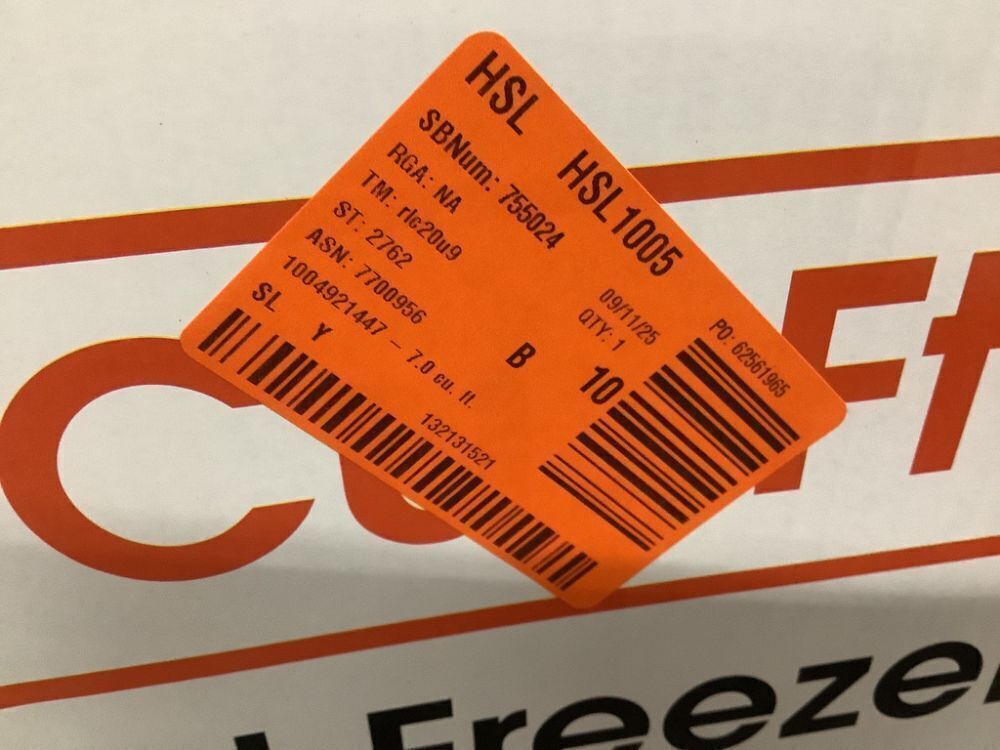 HSL HSL1005
SBNum: 755024
RGA: NA
TM: rlc20u9
ST: 2762
ASN: 7700956
1004921447 - 7.0 cu. ft.
SL Y B 10
09/11/25
QTY: 1
PO: 62561965
132131521
Freezer